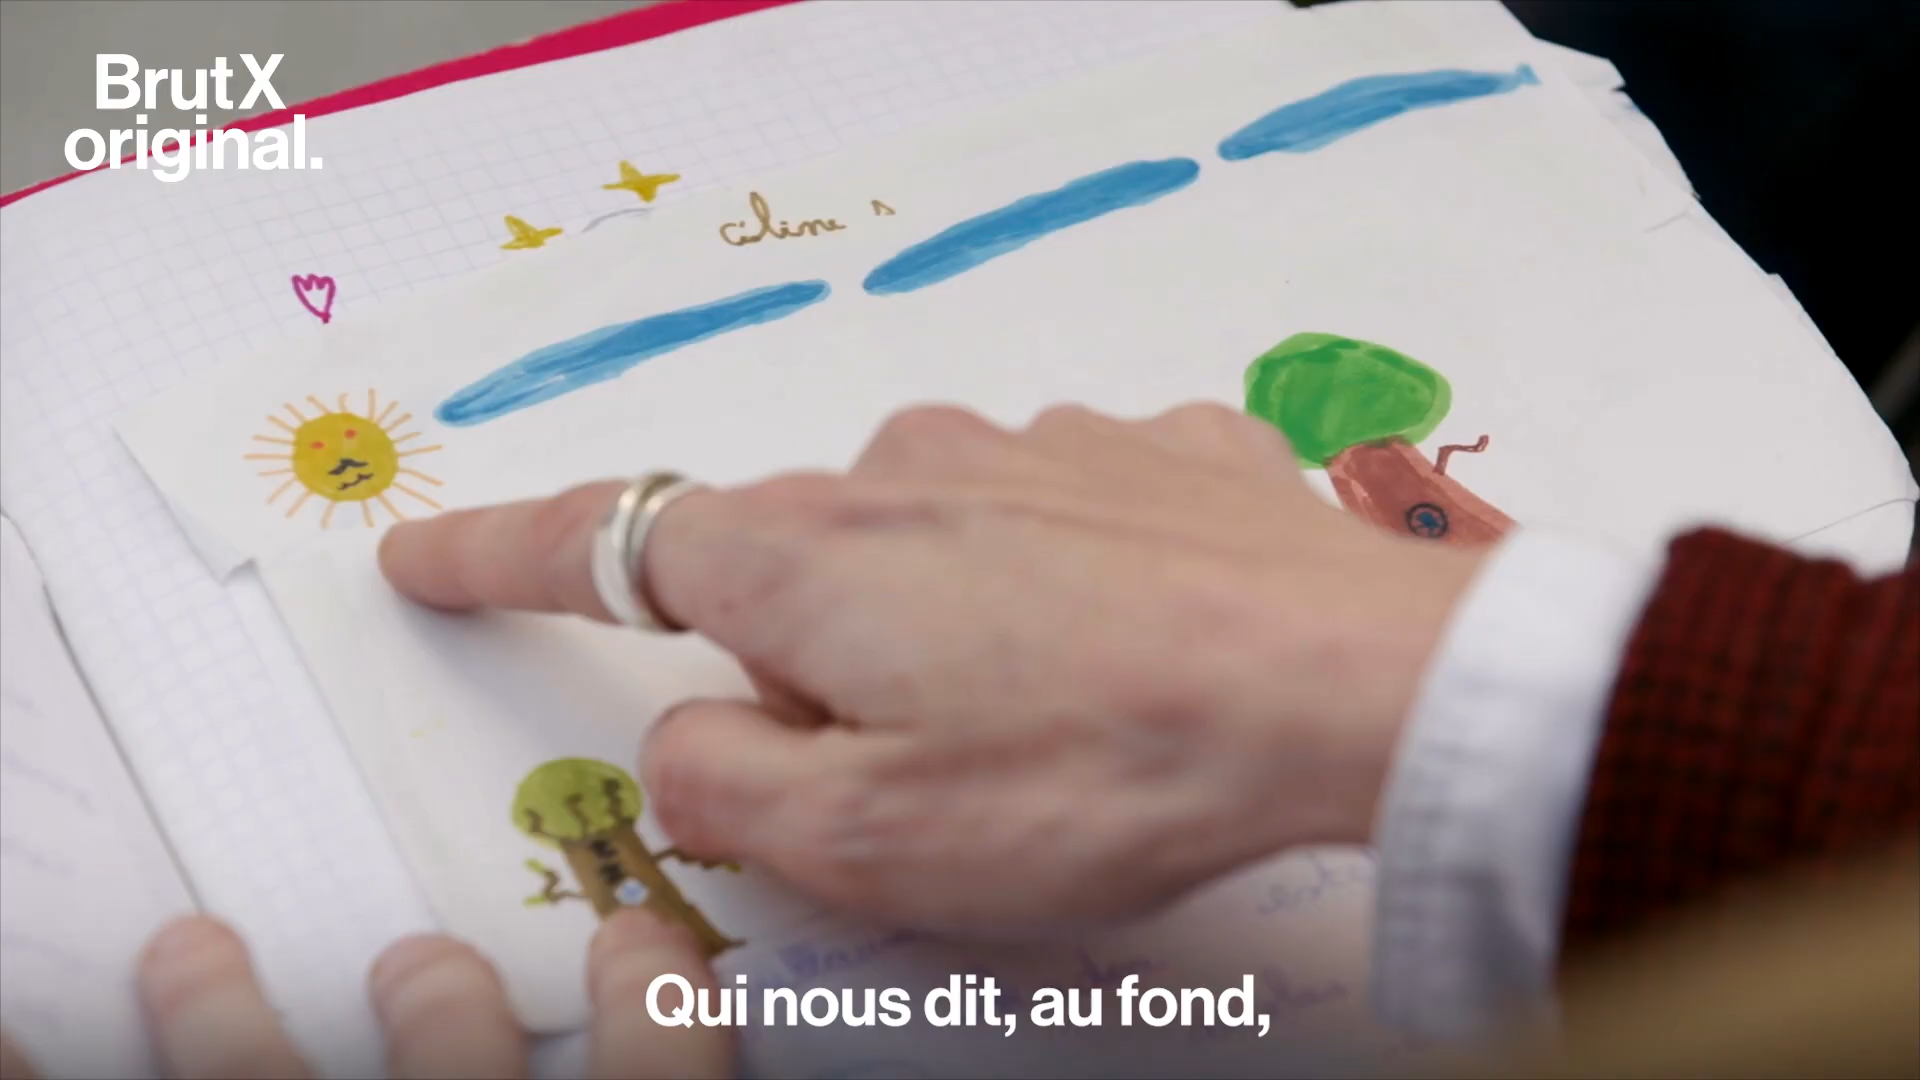 BrutX
original.
céline s
Qui nous dit, au fond,